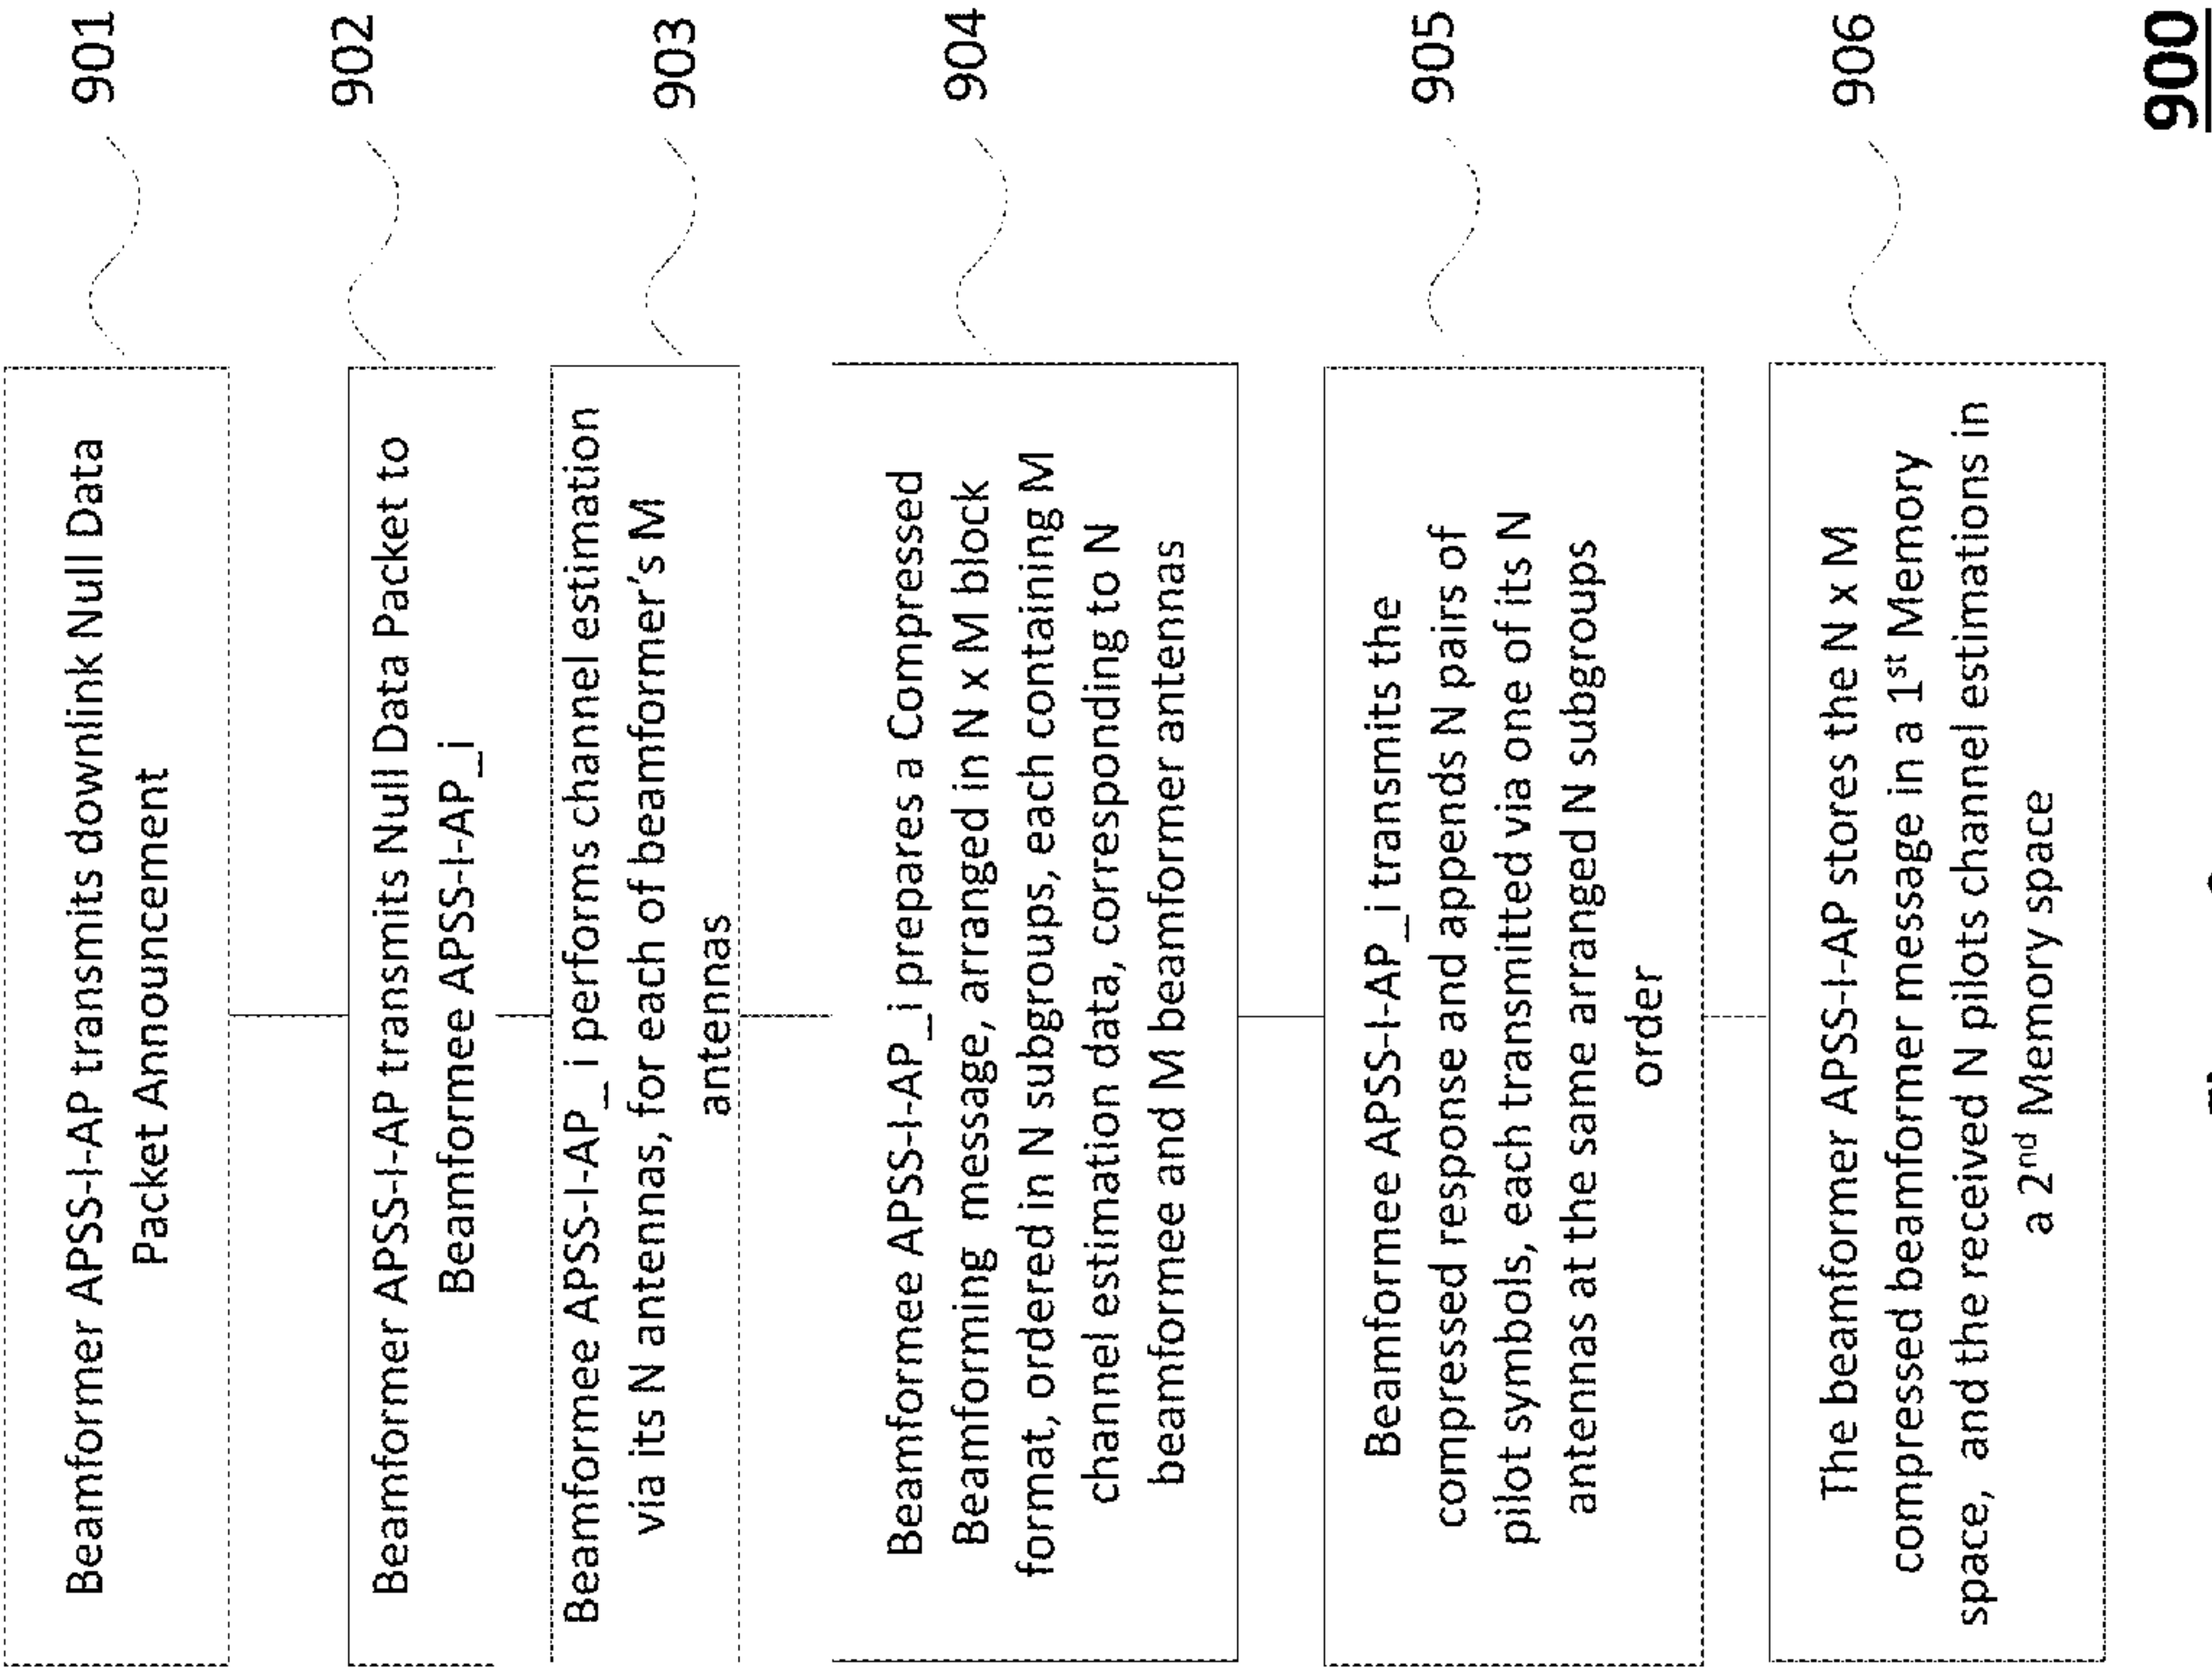 Beamformer APSS-I-AP transmits downlink Null Data
Packet Announcement
901
Beamformer APSS-I-AP transmits Null Data Packet to
Beamformee APSS-I-AP_i
902
Beamformee APSS-I-AP_i performs channel estimation
via its N antennas, for each of beamformer's M
antennas
903
Beamformee APSS-I-AP_i prepares a Compressed
Beamforming message, arranged in N x M block
format, ordered in N subgroups, each containing M
channel estimation data, corresponding to N
beamformee and M beamformer antennas
904
Beamformee APSS-I-AP_i transmits the
compressed response and appends N pairs of
pilot symbols, each transmitted via one of its N
antennas at the same arranged N subgroups
order
905
The beamformer APSS-I-AP stores the N x M
compressed beamformer message in a 1st Memory
space, and the received N pilots channel estimations in
a 2nd Memory space
906
900